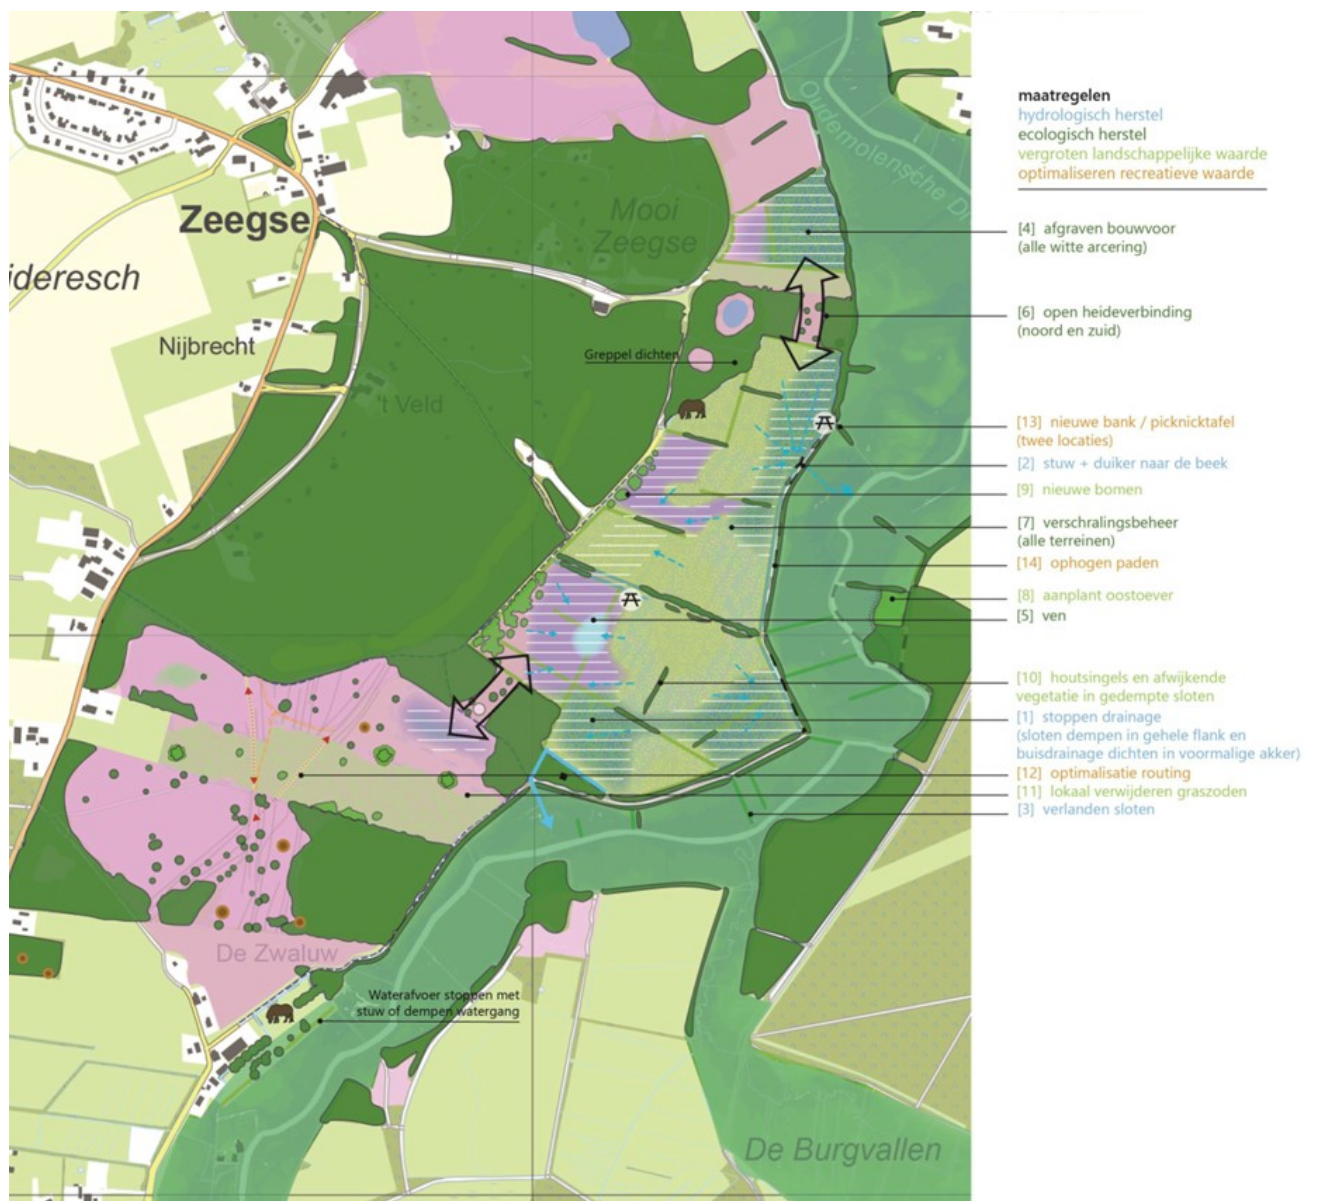 maatregelen
hydrologisch herstel
ecologisch herstel
vergroten landschappelijke waarde
optimaliseren recreatieve waarde
[4] afgraven bouwvoor
(alle witte arcering)
[6] open heideverbinding
(noord en zuid)
[13] nieuwe bank / picknicktafel
(twee locaties)
[2] stuw + duiker naar de beek
[9] nieuwe bomen
[7] verschralingsbeheer
(alle terreinen)
[14] ophogen paden
[8] aanplant oostoever
[5] ven
[10] houtsingels en afwijkende
vegetatie in gedempte sloten
[1] stoppen drainage
(sloten dempen in gehele flank en
buisdrainage dichten in voormalige akker)
[12] optimalisatie routing
[11] lokaal verwijderen graszoden
[3] verlanden sloten
Oudemolensche Di
Mooi
Zeegse
Zeegse
ideresch
Nijbrecht
Greppel dichten
't Veld
De Zwaluw
Waterafvoer stoppen met
stuw of dempen watergang
De Burgvallen